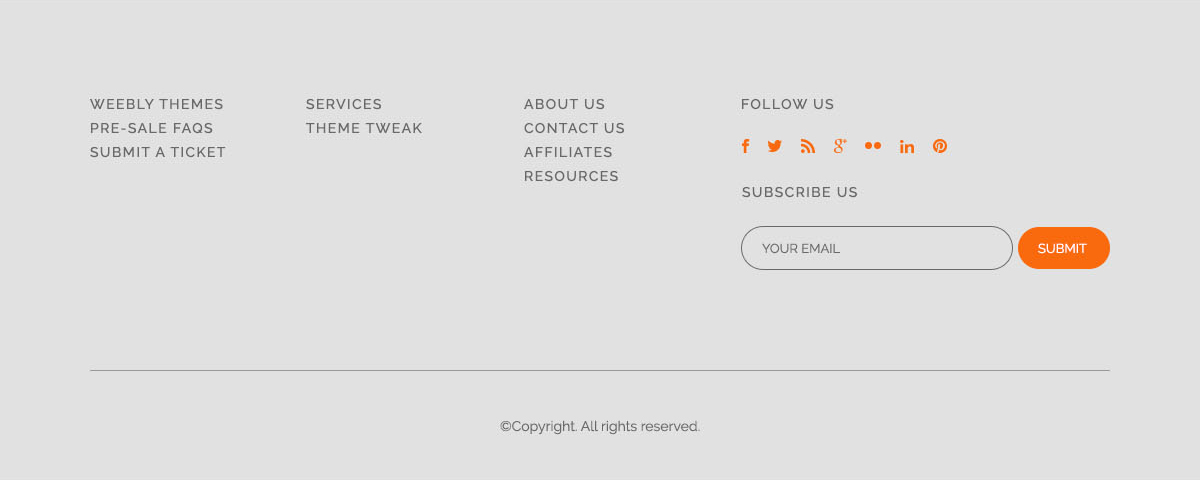 WEEBLY THEMES
PRE-SALE FAQS
SUBMIT A TICKET
SERVICES
THEME TWEAK
ABOUT US
CONTACT US
AFFILIATES
RESOURCES
FOLLOW US
SUBSCRIBE US
YOUR EMAIL
SUBMIT
©Copyright. All rights reserved.